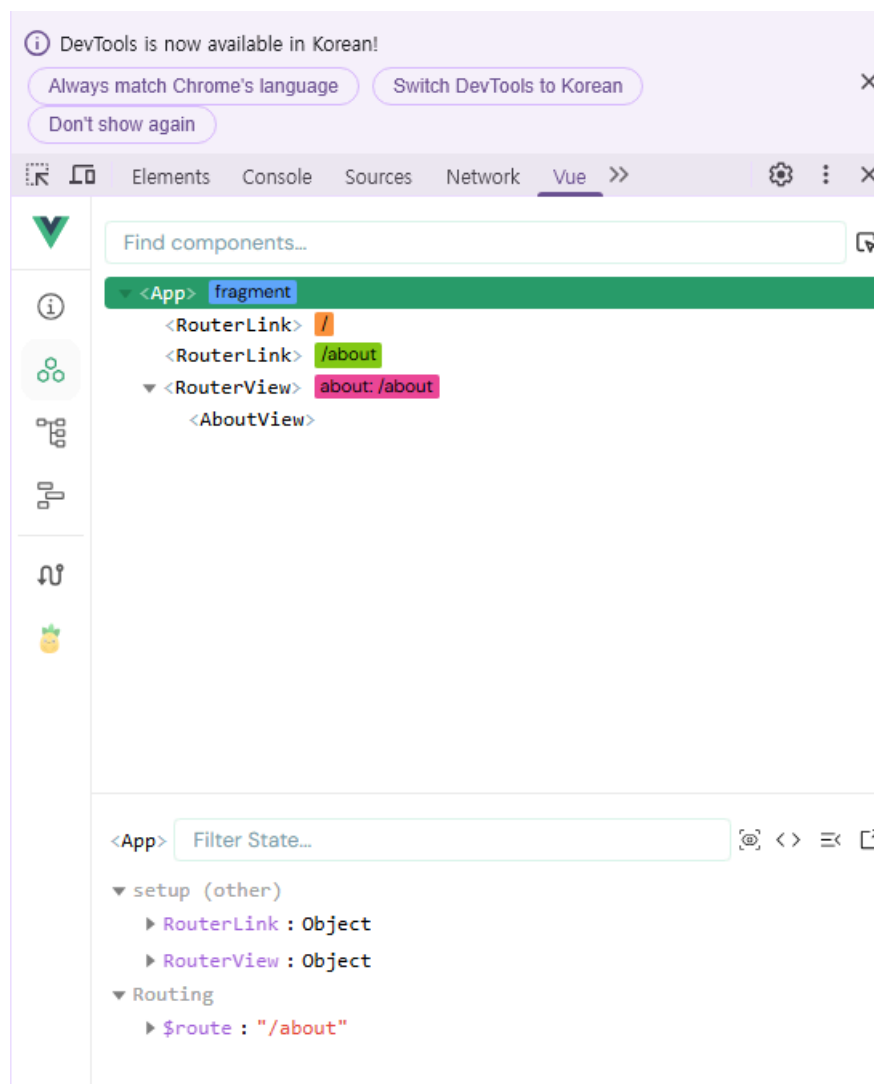 DevTools is now available in Korean!
Always match Chrome's language
Switch DevTools to Korean
Don't show again
Elements Console Sources Network Vue
Find components...
<App> fragment
<RouterLink> /
<RouterLink> /about
<RouterView> about: /about
<AboutView>
<App> Filter State...
setup (other)
RouterLink : Object
RouterView : Object
Routing
$route : "/about"